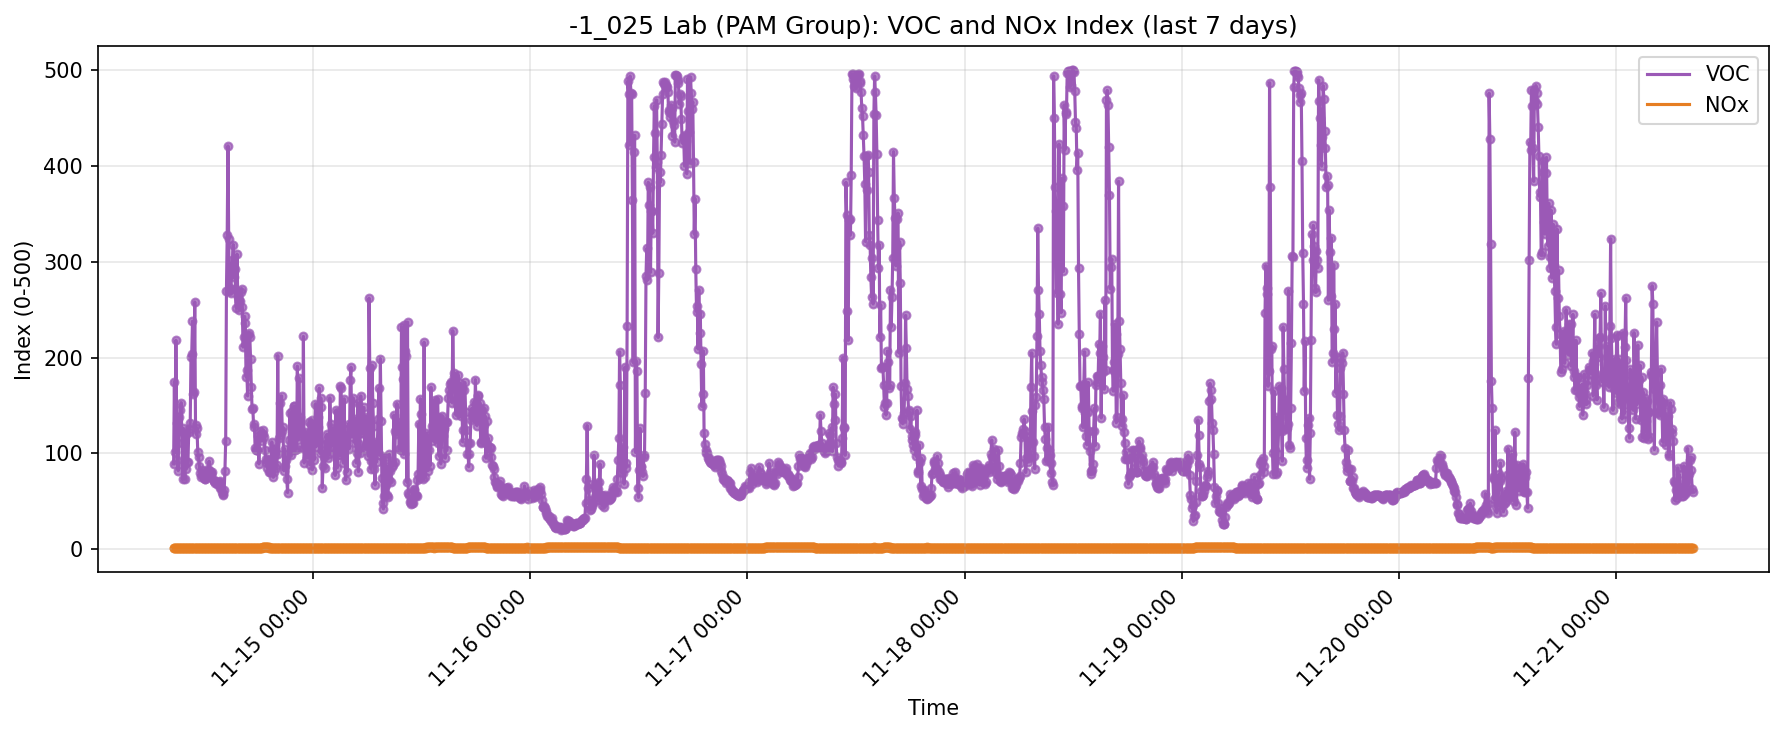 -1_025 Lab (PAM Group): VOC and NOx Index (last 7 days)
VOC
NOx
Index (0-500)
500
400
300
200
100
0
11-15 00:00
11-16 00:00
11-17 00:00
11-18 00:00
11-19 00:00
11-20 00:00
11-21 00:00
Time